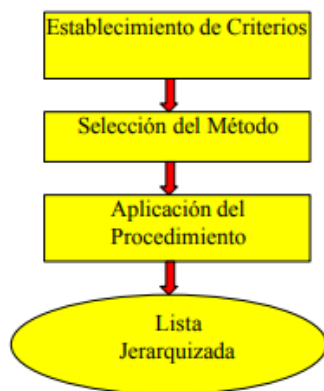 Establecimiento de Criterios
Selección del Método
Aplicación del
Procedimiento
Lista
Jerarquizada